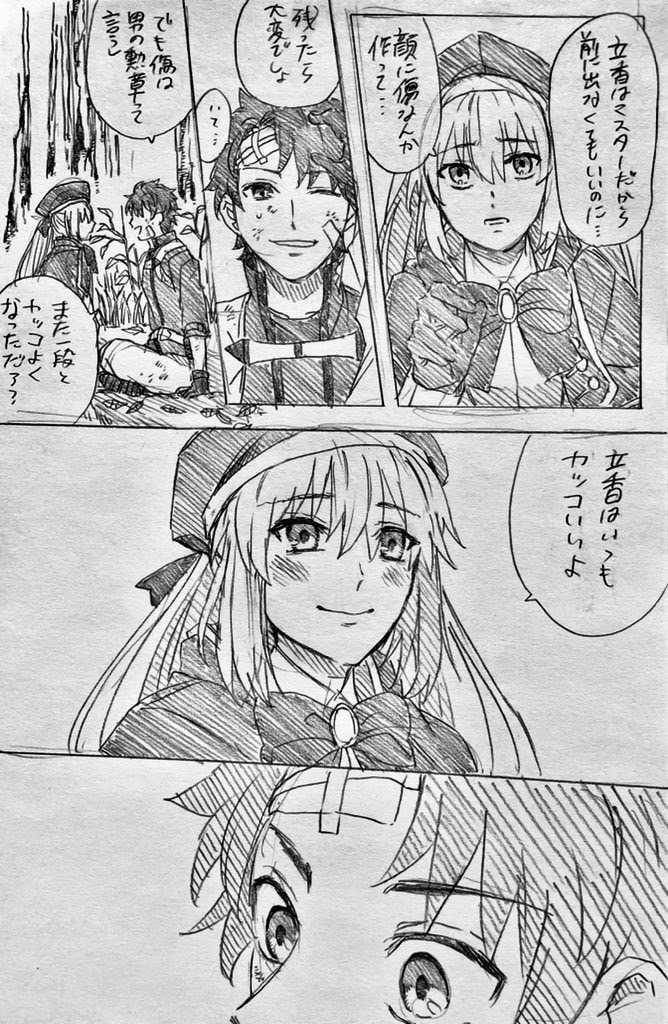 立香はマスターだから
前に出なくてもいいのに…
顔に傷なんか
作って…
残ったら
大変でしょ
いて…
でも傷は
男の勲章って
言うし
また一段と
カッコよく
なっただろ?
立香はいつも
カッコいいよ